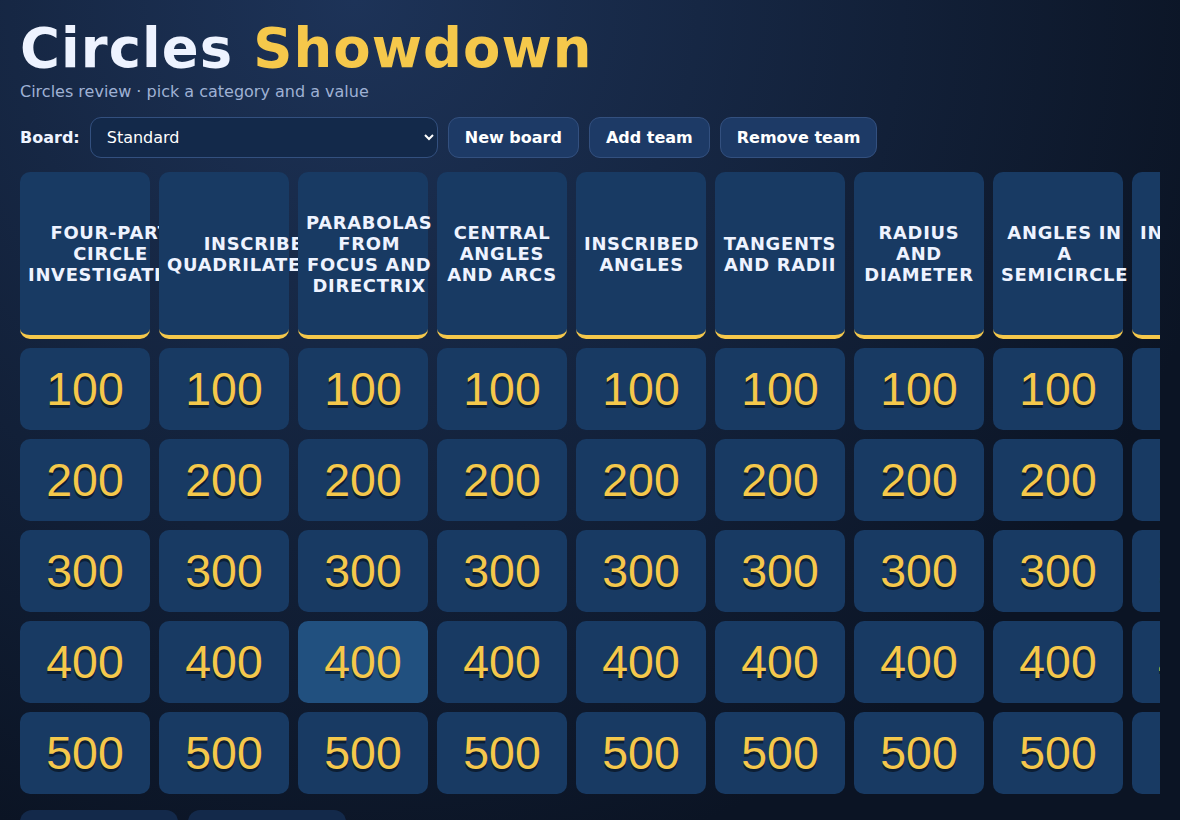 Circles Showdown
Circles review · pick a category and a value
Board: Standard New board Add team Remove team
FOUR-PART
CIRCLE
INSCRIBED
PARABOLAS
FROM
FOCUS AND
DIRECTRIX
CENTRAL
ANGLES
AND ARCS
INSCRIBED
ANGLES
TANGENTS
AND RADII
RADIUS
AND
DIAMETER
ANGLES IN
A
SEMICIRCLE
100 100 100 100 100 100 100 100
200 200 200 200 200 200 200 200
300 300 300 300 300 300 300 300
400 400 400 400 400 400 400 400
500 500 500 500 500 500 500 500